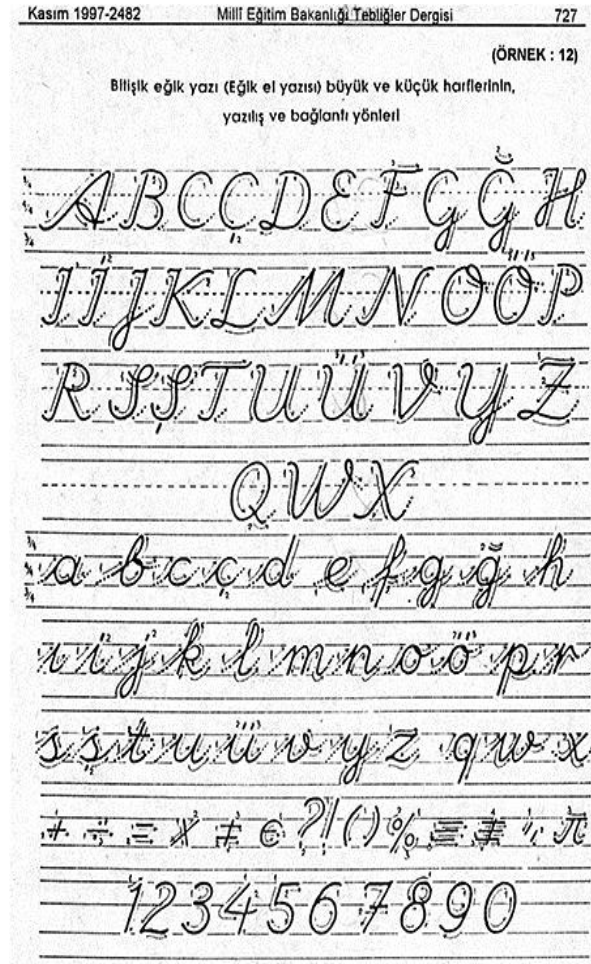 Kasım 1997-2482 Millî Eğitim Bakanlığı Tebliğler Dergisi 727
(ÖRNEK : 12)
Bitişik eğik yazı (Eğik el yazısı) büyük ve küçük harflerinin,
yazılış ve bağlantı yönleri
A B C Ç D E F G Ğ H
I İ J K L M N O Ö P
R S Ş T U Ü V Y Z
Q W X
a b c ç d e f g ğ h
ı i j k l m n o ö p r
s ş t u ü v y z q w x
+ ÷ = X ≠ € ? ! ( ) % π
1 2 3 4 5 6 7 8 9 0